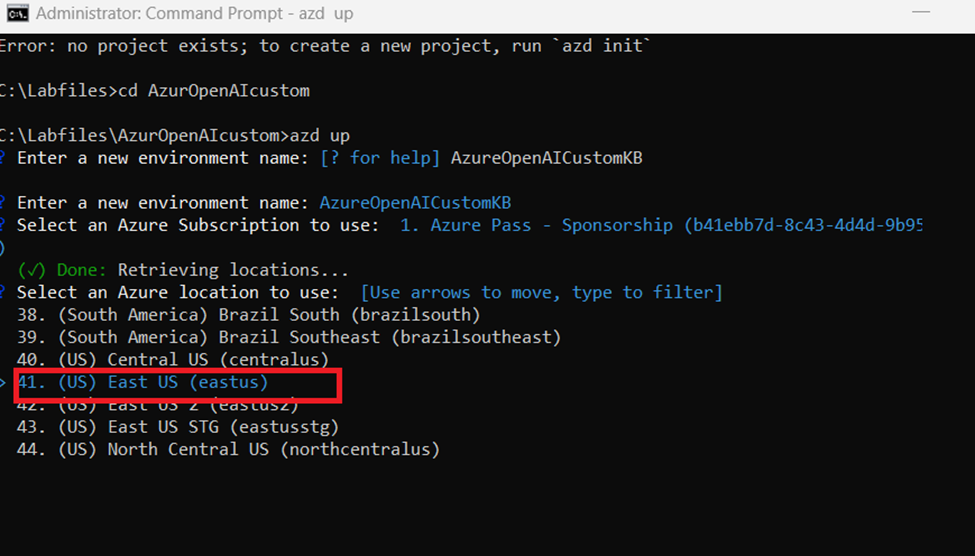 Administrator: Command Prompt - azd up
Error: no project exists; to create a new project, run `azd init`
C:\Labfiles>cd AzurOpenAIcustom
C:\Labfiles\AzurOpenAIcustom>azd up
? Enter a new environment name: [? for help] AzureOpenAICustomKB
? Enter a new environment name: AzureOpenAICustomKB
? Select an Azure Subscription to use:  1. Azure Pass - Sponsorship (b41ebb7d-8c43-4d4d-9b95
)
(✓) Done: Retrieving locations...
? Select an Azure location to use:  [Use arrows to move, type to filter]
38. (South America) Brazil South (brazilsouth)
39. (South America) Brazil Southeast (brazilsoutheast)
40. (US) Central US (centralus)
> 41. (US) East US (eastus)
42. (US) East US 2 (eastus2)
43. (US) East US STG (eastusstg)
44. (US) North Central US (northcentralus)